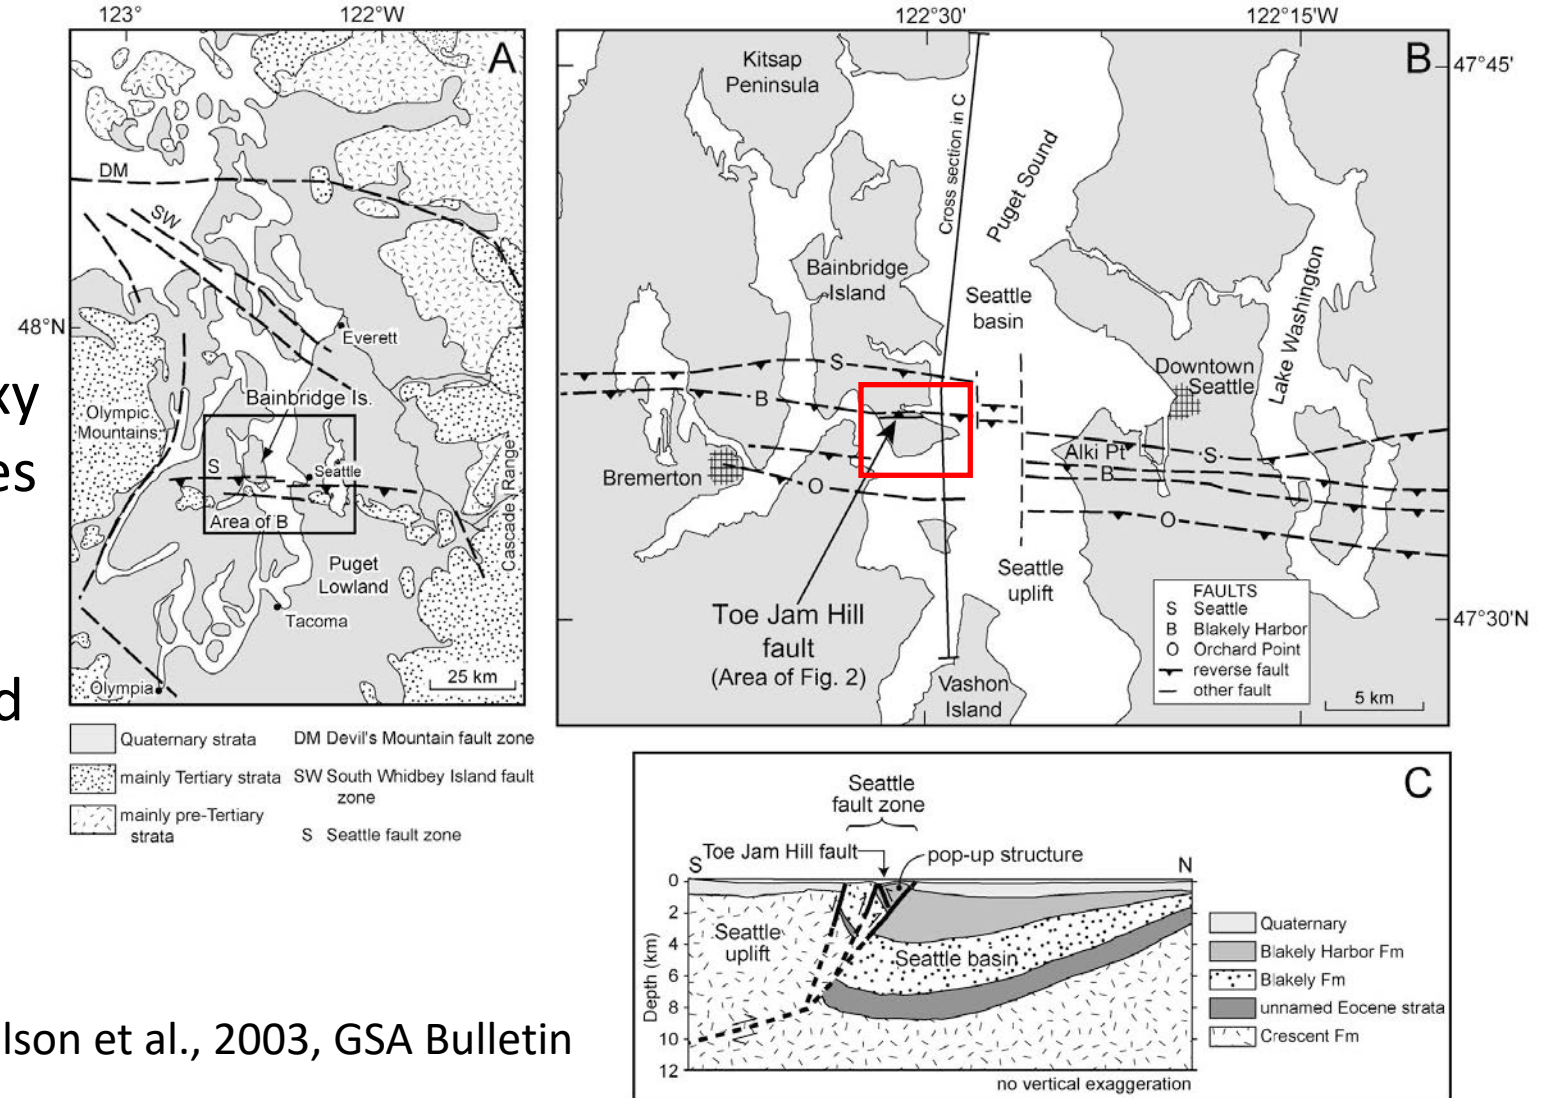 123°
122°W
A
DM
SW
48°N
Everett
Bainbridge Is.
Olympic
Mountains
S
Seattle
Area of B
Cascade Range
Puget
Lowland
Tacoma
Olympia
25 km
Quaternary strata
mainly Tertiary strata
mainly pre-Tertiary
strata
DM Devil's Mountain fault zone
SW South Whidbey Island fault
zone
S Seattle fault zone
xy
es
d
122°30'
122°15'W
B
47°45'
Kitsap
Peninsula
Cross section in C
Puget Sound
Bainbridge
Island
Seattle
basin
Lake Washington
Downtown
Seattle
S
B
Alki Pt
S
B
Bremerton
O
O
Seattle
uplift
Toe Jam Hill
fault
(Area of Fig. 2)
Vashon
Island
FAULTS
S Seattle
B Blakely Harbor
O Orchard Point
reverse fault
other fault
5 km
47°30'N
C
Seattle
fault zone
Toe Jam Hill fault
pop-up structure
S
N
0
2
4
6
8
10
12
Depth (km)
Seattle
uplift
Seattle basin
no vertical exaggeration
Quaternary
Blakely Harbor Fm
Blakely Fm
unnamed Eocene strata
Crescent Fm
lson et al., 2003, GSA Bulletin